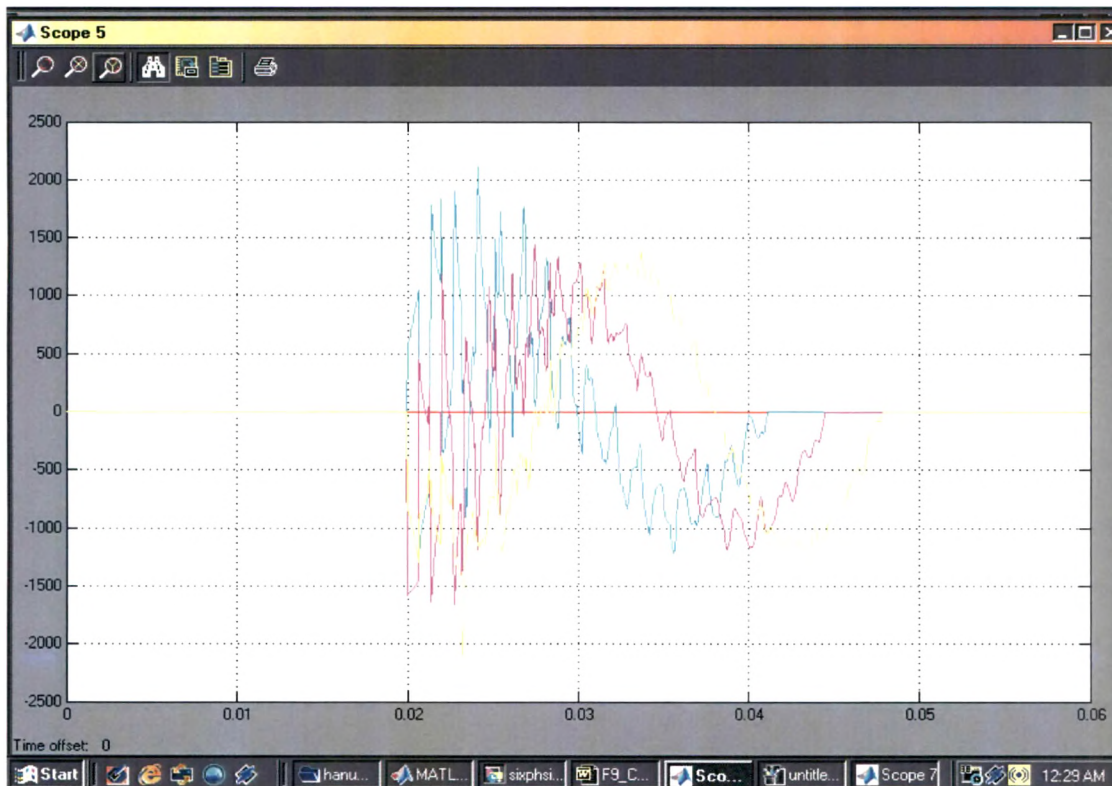 Scope 5
2500
2000
1500
1000
500
0
-500
-1000
-1500
-2000
-2500
0 0.01 0.02 0.03 0.04 0.05 0.06
Time offset: 0
Start hanu... MATL... sixphsi... F9_C... Sco... untitle... Scope 7 12:29 AM